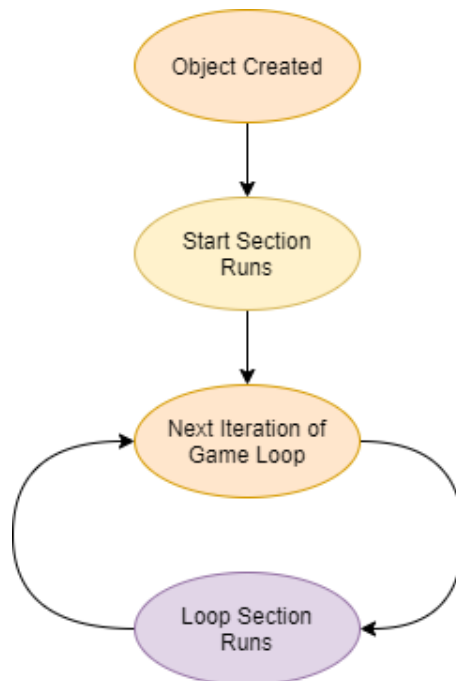 Object Created
Start Section
Runs
Next Iteration of
Game Loop
Loop Section
Runs